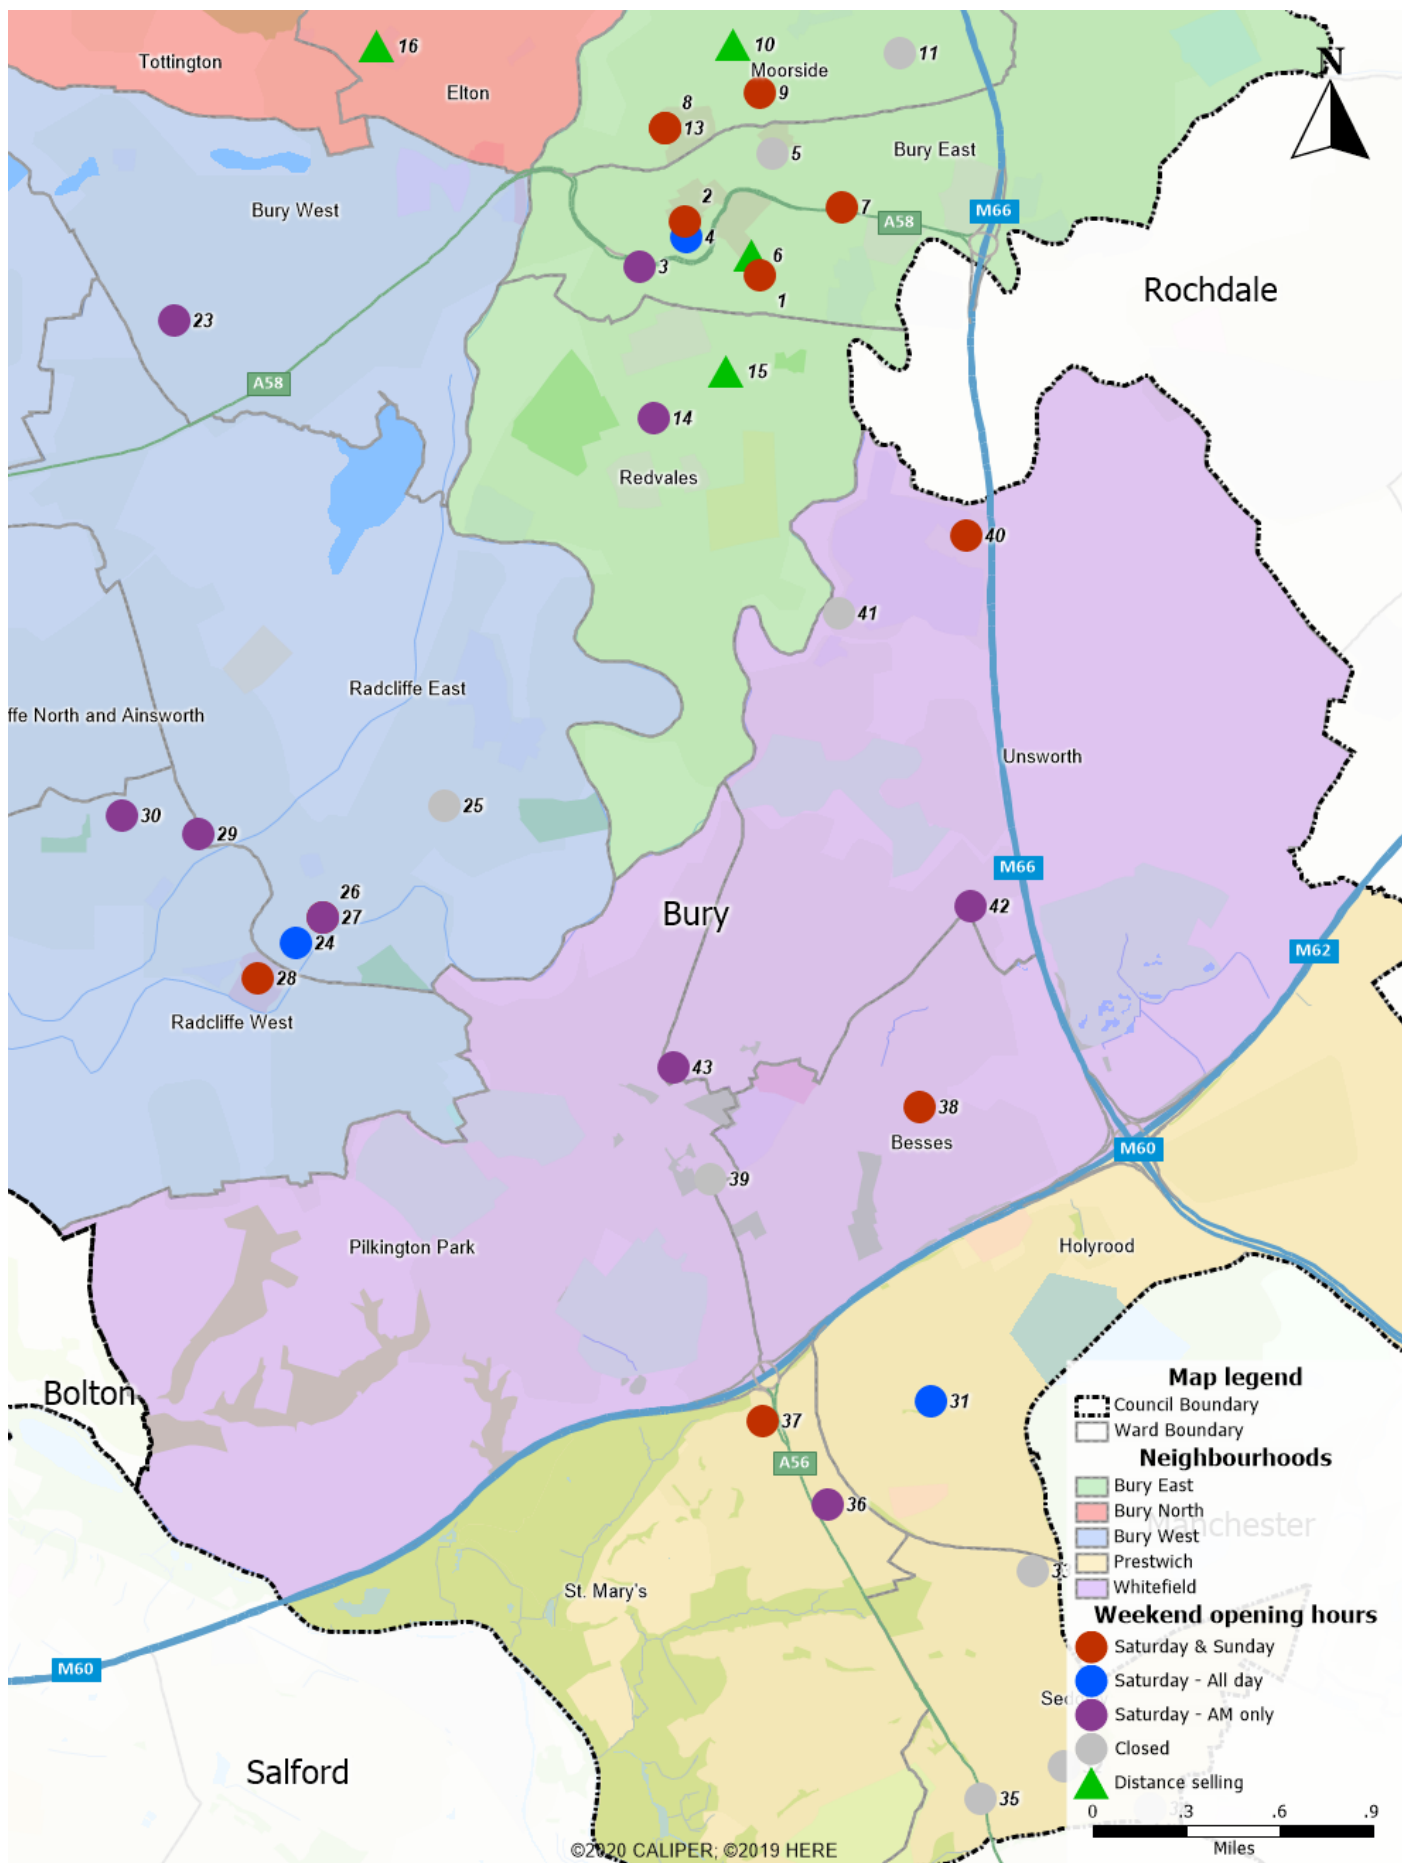 16
10
11
Tottington
Moorside
Elton
9
N
8
13
5
Bury East
Bury West
2
7
M66
A58
4
3
6
Rochdale
1
23
15
A58
14
Redvales
40
41
Radcliffe East
ffe North and Ainsworth
Unsworth
25
30
29
M66
26
27
Bury
42
24
M62
28
Radcliffe West
43
38
Besses
M60
39
Pilkington Park
Holyrood
Map legend
Bolton
31
Council Boundary
37
Ward Boundary
Neighbourhoods
A56
Bury East
36
Bury North
Manchester
Bury West
Prestwich
33
St. Mary's
Whitefield
Weekend opening hours
Saturday & Sunday
M60
Saturday - All day
Saturday - AM only
Closed
Salford
Distance selling
35
0 .3 .6 .9
Miles
©2020 CALIPER; ©2019 HERE